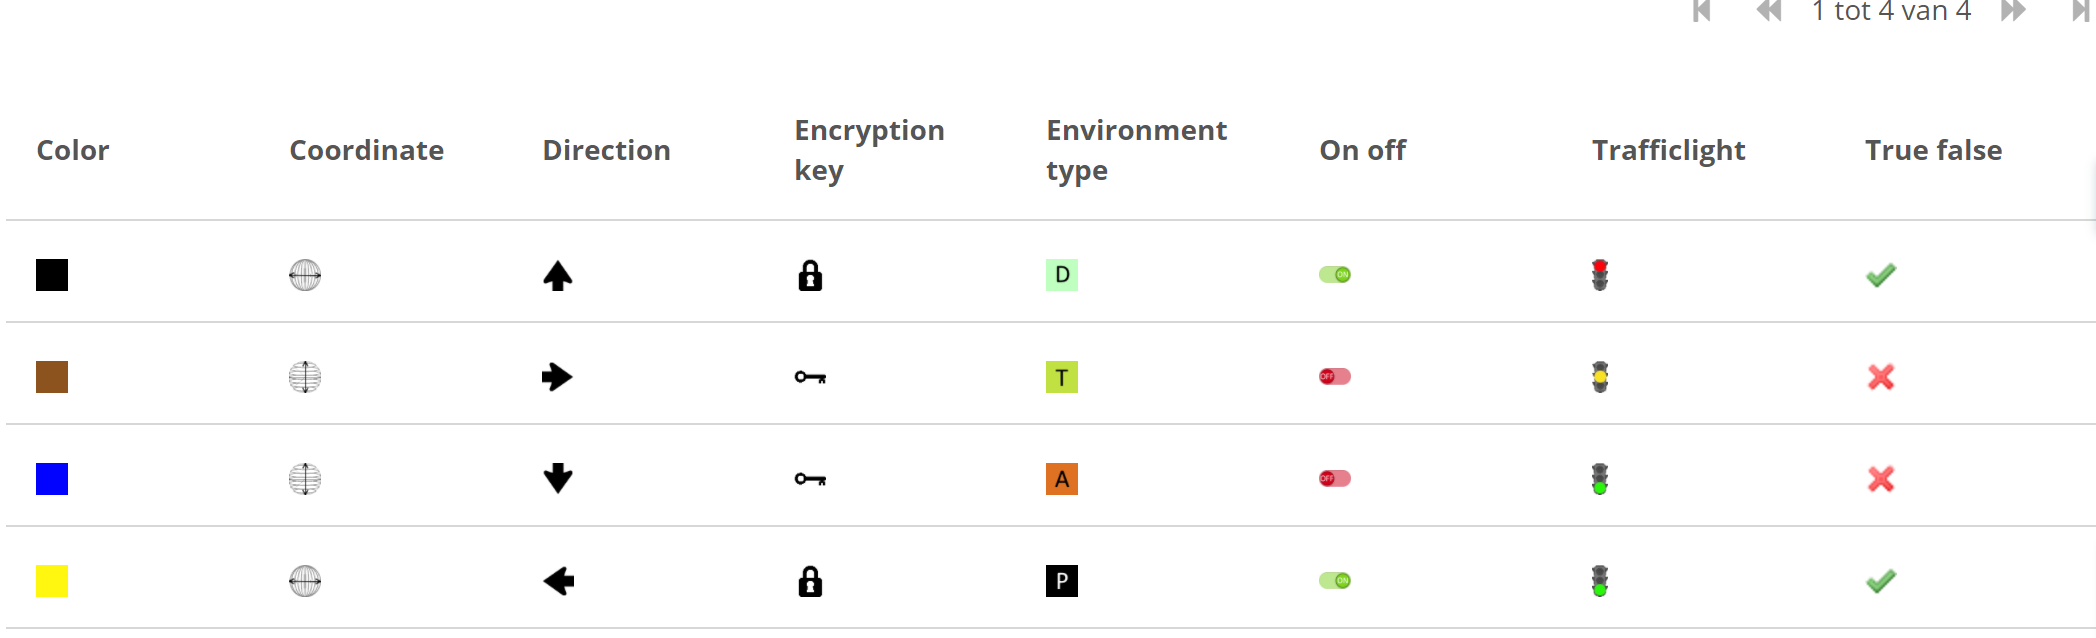 1 tot 4 van 4
Color Coordinate Direction Encryption key Environment type On off Trafficlight True false
D ON
T OFF
A OFF
P ON